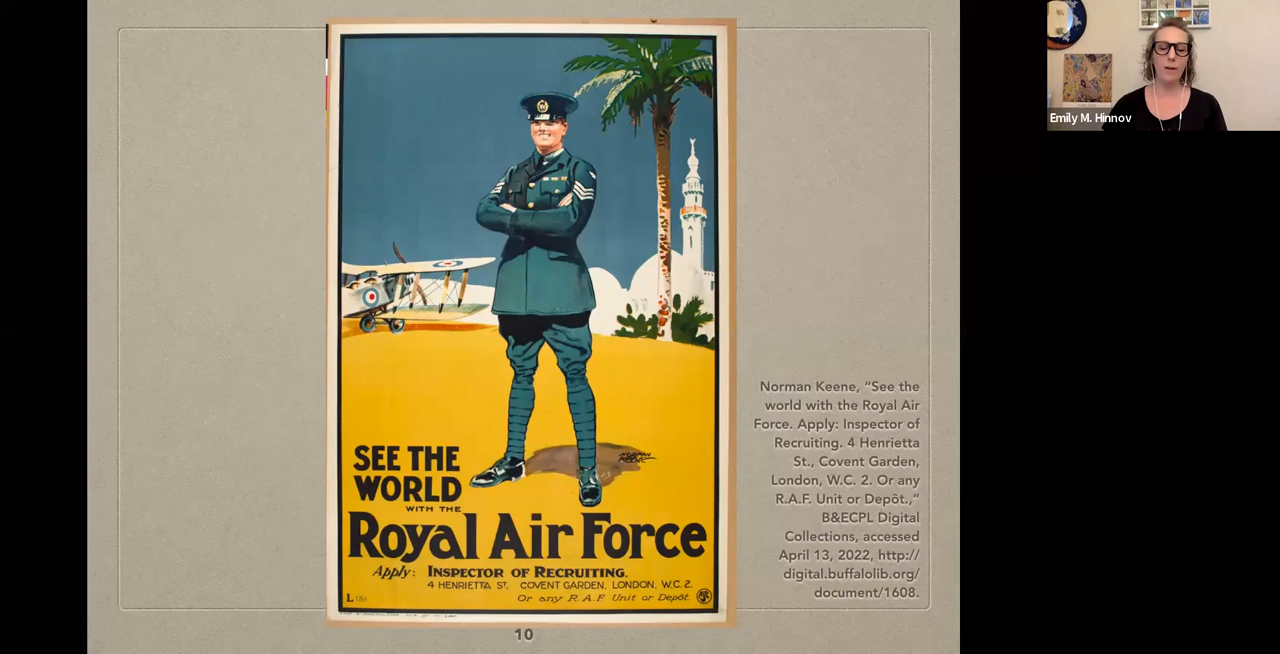 SEE THE
WORLD
WITH THE
Royal Air Force
Apply: INSPECTOR OF RECRUITING.
4 HENRIETTA ST, COVENT GARDEN, LONDON, W.C. 2.
Or any R.A.F Unit or Depôt.
Norman Keene, “See the
world with the Royal Air
Force. Apply: Inspector of
Recruiting. 4 Henrietta
St., Covent Garden,
London, W.C. 2. Or any
R.A.F. Unit or Depôt.,”
B&ECPL Digital
Collections, accessed
April 13, 2022, http://
digital.buffalolib.org/
document/1608.
10
Emily M. Hinnov